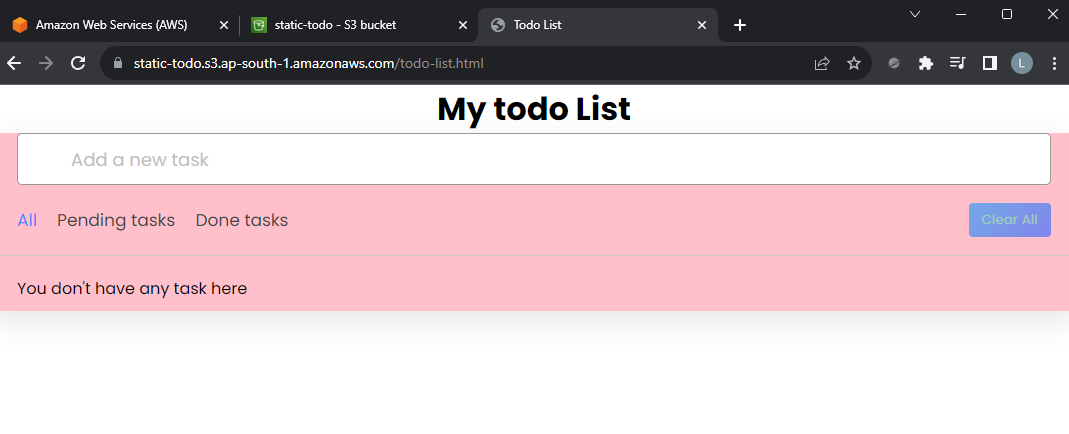 Amazon Web Services (AWS)
static-todo - S3 bucket
Todo List
static-todo.s3.ap-south-1.amazonaws.com/todo-list.html
L
My todo List
Add a new task
All
Pending tasks
Done tasks
Clear All
You don't have any task here